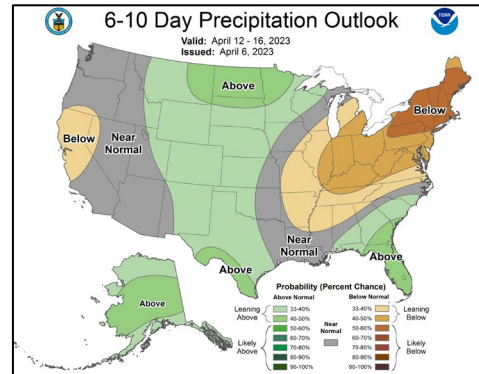 6-10 Day Precipitation Outlook
Valid: April 12 - 16, 2023
Issued: April 6, 2023
NOAA
Above
Below
Near
Normal
Near
Normal
Below
Above
Above
Above
Probability (Percent Chance)
Above Normal
Below Normal
Leaning
Above
33-40%
40-50%
Likely
Above
50-60%
60-70%
70-80%
80-90%
90-100%
Near
Normal
33-40%
40-50%
50-60%
60-70%
70-80%
80-90%
90-100%
Leaning
Below
Likely
Below